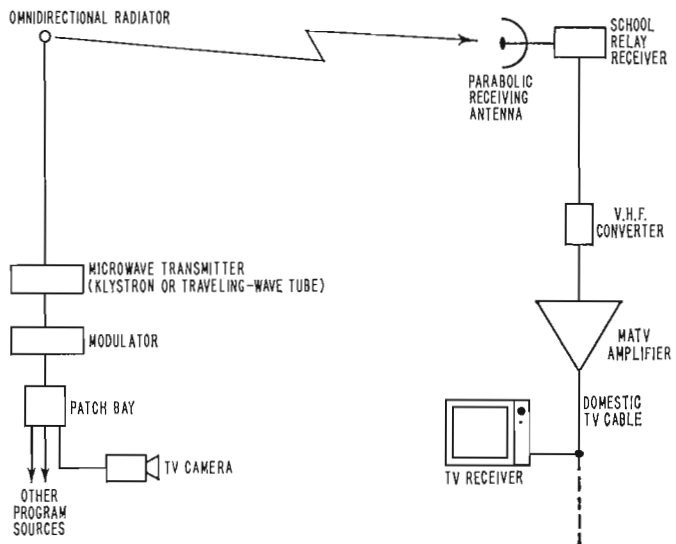 OMNIDIRECTIONAL RADIATOR
SCHOOL
RELAY
RECEIVER
PARABOLIC
RECEIVING
ANTENNA
V.H.F.
CONVERTER
MICROWAVE TRANSMITTER
(KLYSTRON OR TRAVELING-WAVE TUBE)
MODULATOR
MATV
AMPLIFIER
PATCH BAY
DOMESTIC
TV CABLE
TV CAMERA
TV RECEIVER
OTHER
PROGRAM
SOURCES